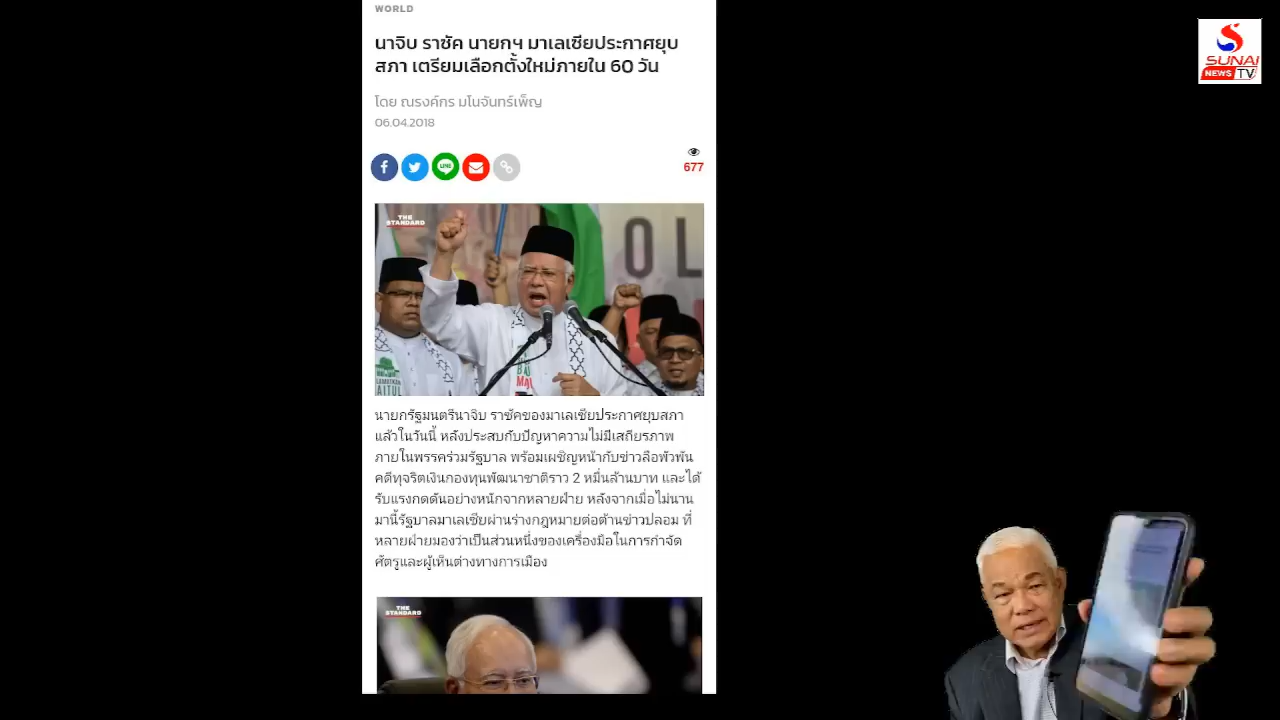 WORLD
SUNAI
NEWS TV
นาจิบ ราซัค นายกฯ มาเลเซียประกาศยุบ
สภา เตรียมเลือกตั้งใหม่ภายใน 60 วัน
โดย ณรงค์กร มโนจันทร์เพ็ญ
06.04.2018
LINE
677
THE
STANDARD
OL
นายกรัฐมนตรีนาจิบ ราซัคของมาเลเซียประกาศยุบสภา
แล้วในวันนี้ หลังประสบกับปัญหาความไม่มีเสถียรภาพ
ภายในพรรคร่วมรัฐบาล พร้อมเผชิญหน้ากับข่าวลือพัวพัน
คดีทุจริตเงินกองทุนพัฒนาชาติราว 2 หมื่นล้านบาท และได้
รับแรงกดดันอย่างหนักจากหลายฝ่าย หลังจากเมื่อไม่นาน
มานี้รัฐบาลมาเลเซียผ่านร่างกฎหมายต่อต้านข่าวปลอม ที่
หลายฝ่ายมองว่าเป็นส่วนหนึ่งของเครื่องมือในการกำจัด
ศัตรูและผู้เห็นต่างทางการเมือง
THE
STANDARD